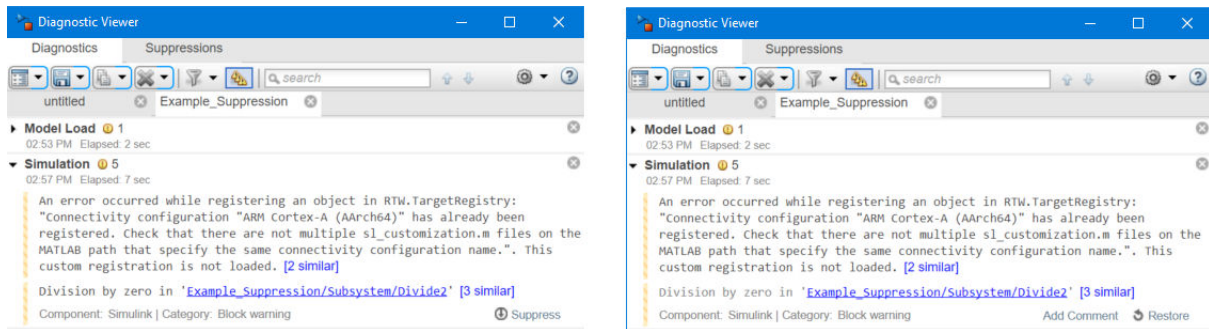 Diagnostic Viewer
Diagnostics Suppressions
search
untitled Example_Suppression
Model Load 1
02:53 PM Elapsed: 2 sec
Simulation 5
02:57 PM Elapsed: 7 sec
An error occurred while registering an object in RTW.TargetRegistry:
"Connectivity configuration "ARM Cortex-A (AArch64)" has already been
registered. Check that there are not multiple sl_customization.m files on the
MATLAB path that specify the same connectivity configuration name.". This
custom registration is not loaded. [2 similar]
Division by zero in 'Example_Suppression/Subsystem/Divide2' [3 similar]
Component: Simulink | Category: Block warning Suppress
Diagnostic Viewer
Diagnostics Suppressions
search
untitled Example_Suppression
Model Load 1
02:53 PM Elapsed: 2 sec
Simulation 5
02:57 PM Elapsed: 7 sec
An error occurred while registering an object in RTW.TargetRegistry:
"Connectivity configuration "ARM Cortex-A (AArch64)" has already been
registered. Check that there are not multiple sl_customization.m files on the
MATLAB path that specify the same connectivity configuration name.". This
custom registration is not loaded. [2 similar]
Division by zero in 'Example_Suppression/Subsystem/Divide2' [3 similar]
Component: Simulink | Category: Block warning Add Comment Restore